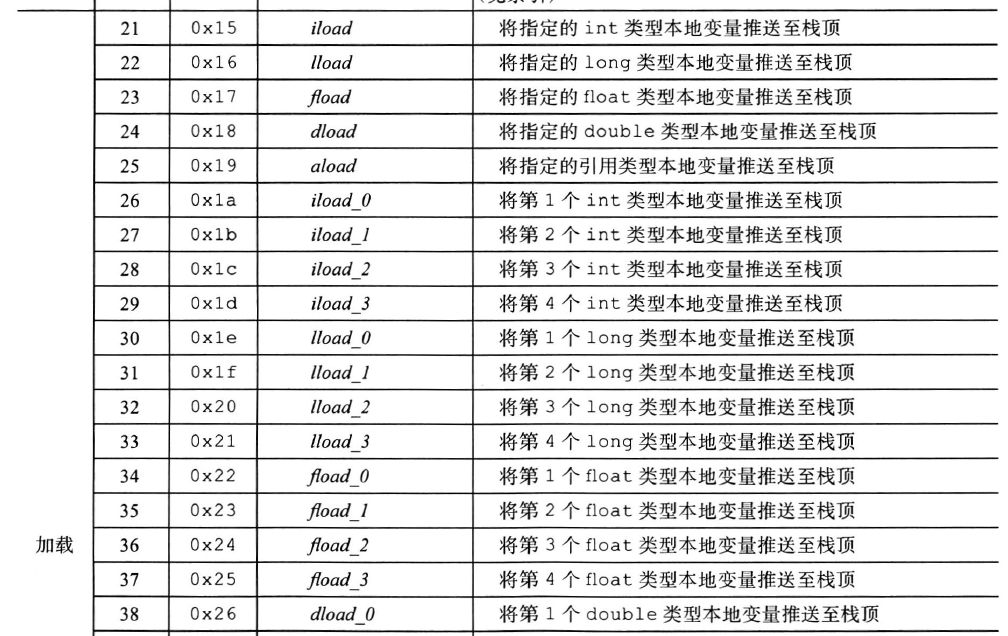 21 0x15 iload 将指定的 int 类型本地变量推送至栈顶
22 0x16 lload 将指定的 long 类型本地变量推送至栈顶
23 0x17 fload 将指定的 float 类型本地变量推送至栈顶
24 0x18 dload 将指定的 double 类型本地变量推送至栈顶
25 0x19 aload 将指定的引用类型本地变量推送至栈顶
26 0x1a iload_0 将第 1 个 int 类型本地变量推送至栈顶
27 0x1b iload_1 将第 2 个 int 类型本地变量推送至栈顶
28 0x1c iload_2 将第 3 个 int 类型本地变量推送至栈顶
29 0x1d iload_3 将第 4 个 int 类型本地变量推送至栈顶
30 0x1e lload_0 将第 1 个 long 类型本地变量推送至栈顶
31 0x1f lload_1 将第 2 个 long 类型本地变量推送至栈顶
32 0x20 lload_2 将第 3 个 long 类型本地变量推送至栈顶
33 0x21 lload_3 将第 4 个 long 类型本地变量推送至栈顶
34 0x22 fload_0 将第 1 个 float 类型本地变量推送至栈顶
35 0x23 fload_1 将第 2 个 float 类型本地变量推送至栈顶
加载 36 0x24 fload_2 将第 3 个 float 类型本地变量推送至栈顶
37 0x25 fload_3 将第 4 个 float 类型本地变量推送至栈顶
38 0x26 dload_0 将第 1 个 double 类型本地变量推送至栈顶